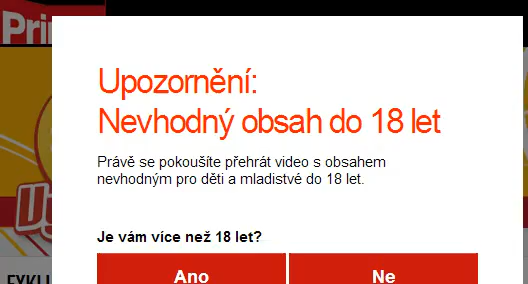 Upozornění:
Nevhodný obsah do 18 let
Právě se pokoušíte přehrát video s obsahem
nevhodným pro děti a mladistvé do 18 let.
Je vám více než 18 let?
Ano
Ne